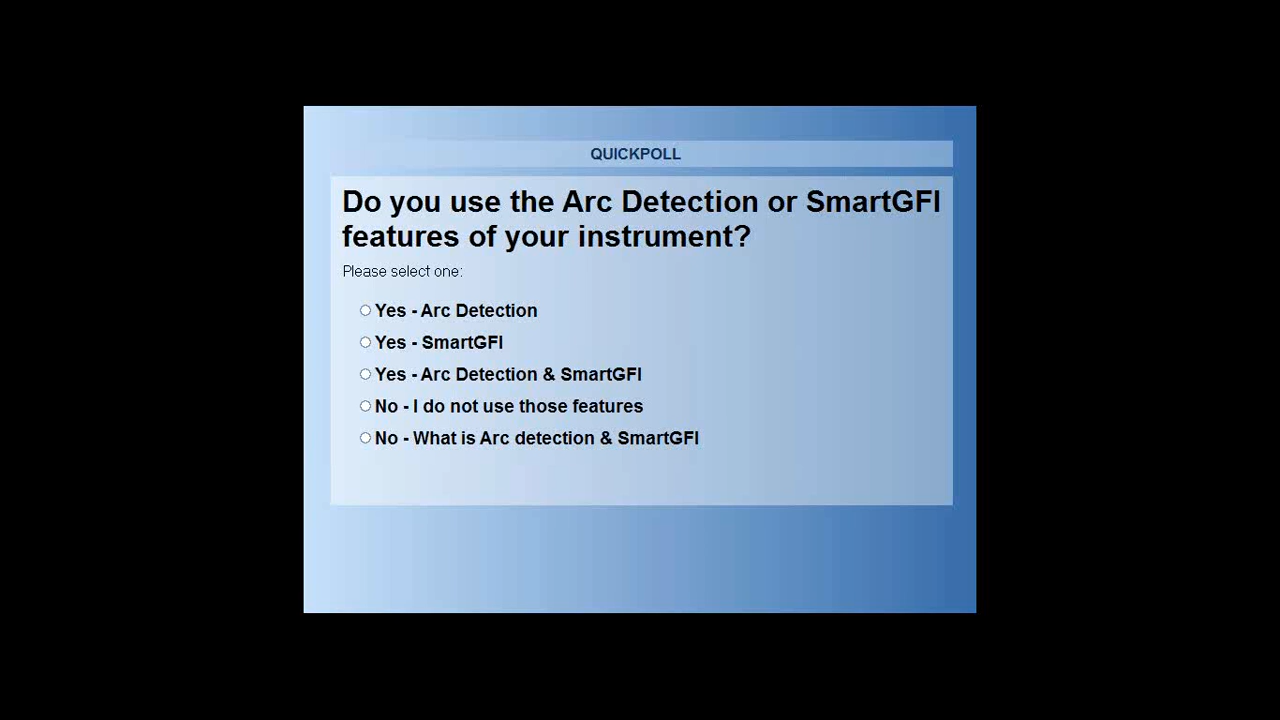 QUICKPOLL
Do you use the Arc Detection or SmartGFI
features of your instrument?
Please select one:
Yes - Arc Detection
Yes - SmartGFI
Yes - Arc Detection & SmartGFI
No - I do not use those features
No - What is Arc detection & SmartGFI